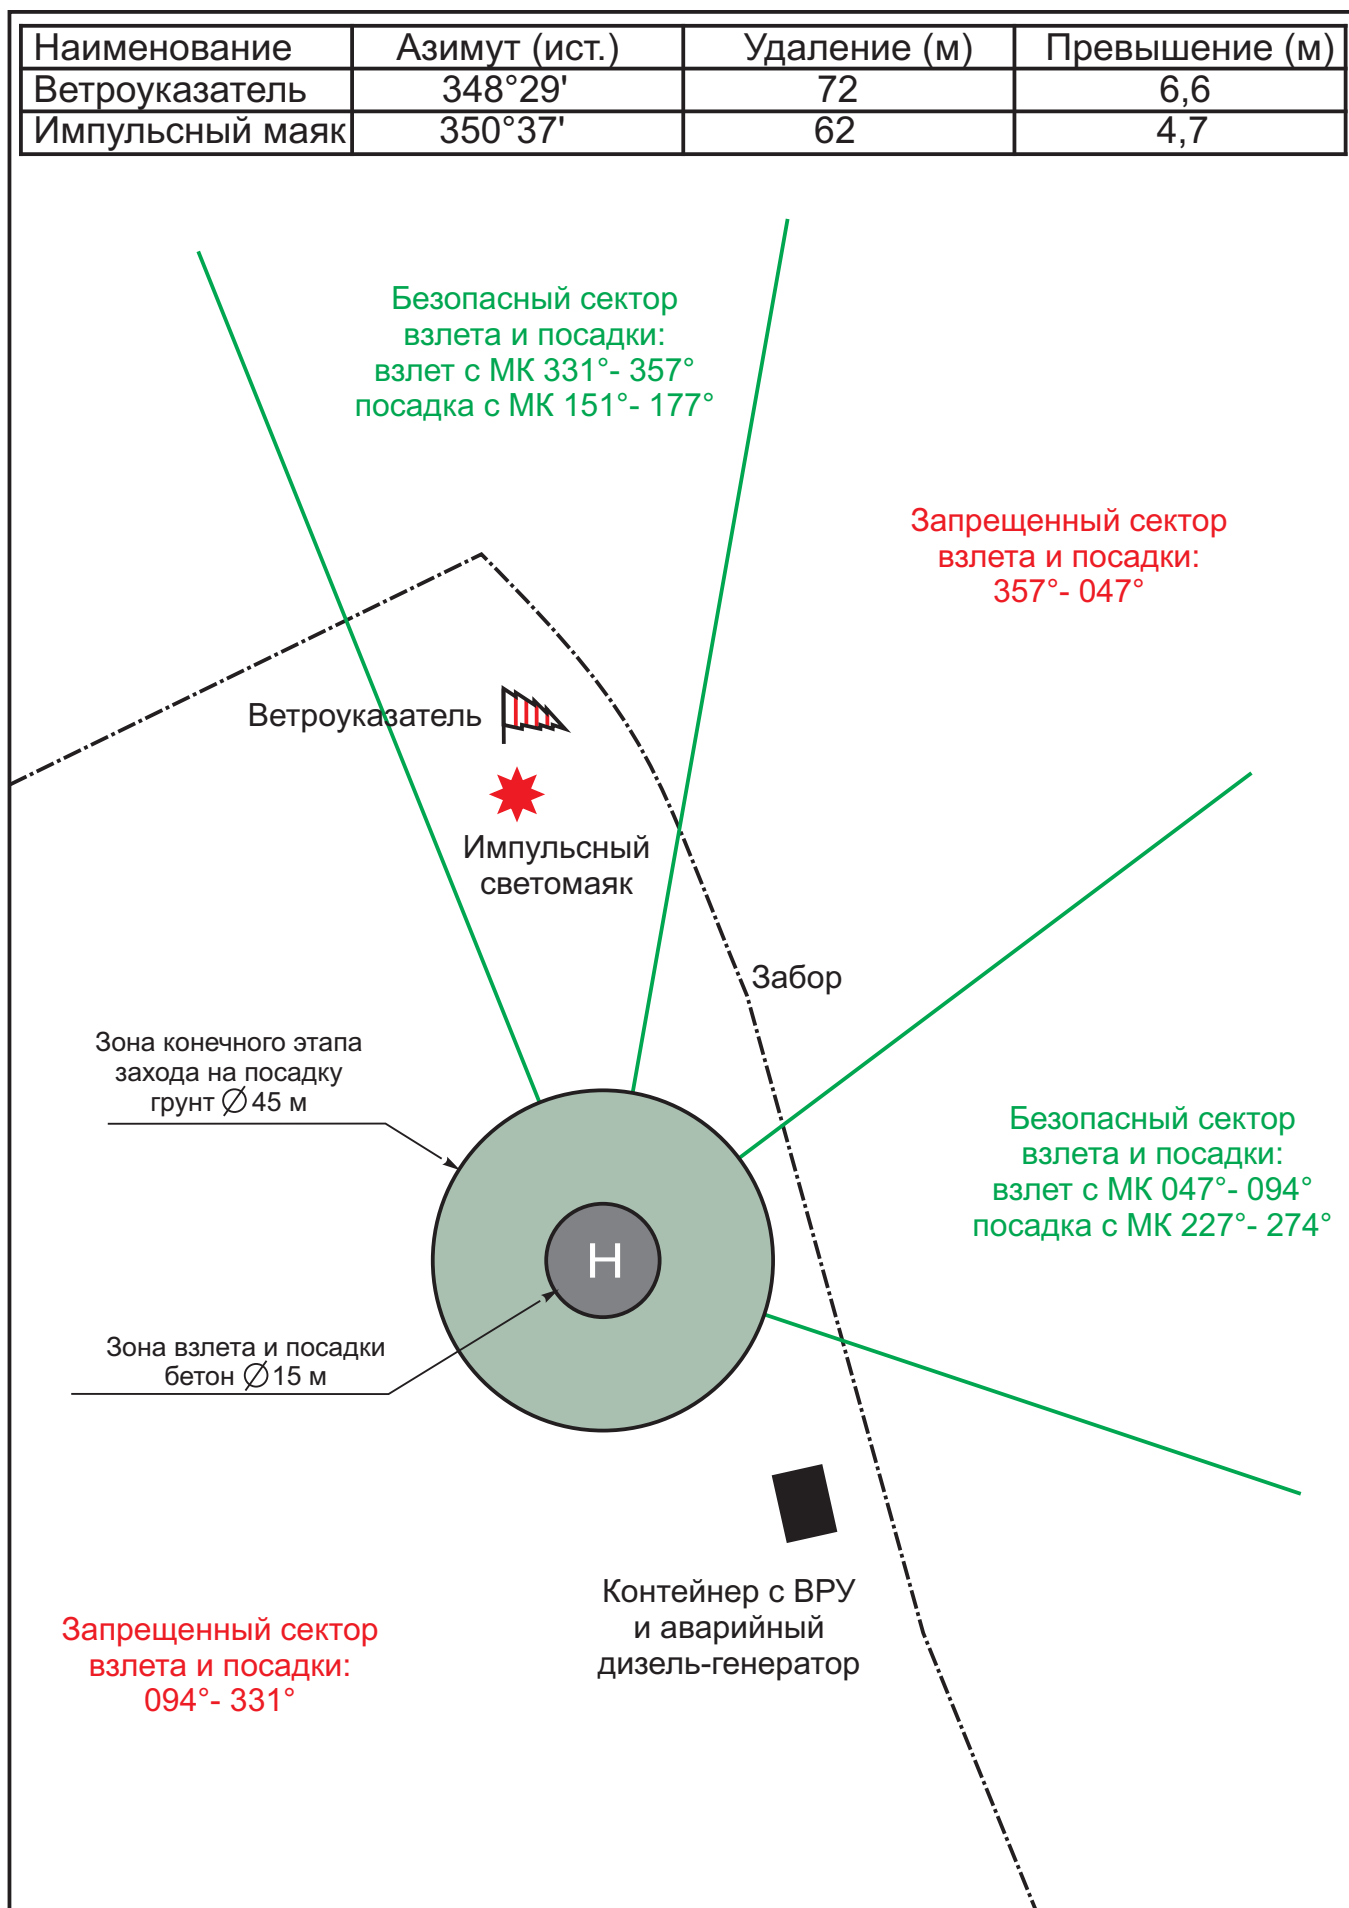 Наименование Азимут (ист.) Удаление (м) Превышение (м)
Ветроуказатель 348°29' 72 6,6
Импульсный маяк 350°37' 62 4,7
Безопасный сектор
взлета и посадки:
взлет с МК 331°- 357°
посадка с МК 151°- 177°
Запрещенный сектор
взлета и посадки:
357°- 047°
Ветроуказатель
Импульсный
светомаяк
Забор
Зона конечного этапа
захода на посадку
грунт ∅ 45 м
Безопасный сектор
взлета и посадки:
взлет с МК 047°- 094°
посадка с МК 227°- 274°
H
Зона взлета и посадки
бетон ∅ 15 м
Контейнер с ВРУ
и аварийный
дизель-генератор
Запрещенный сектор
взлета и посадки:
094°- 331°